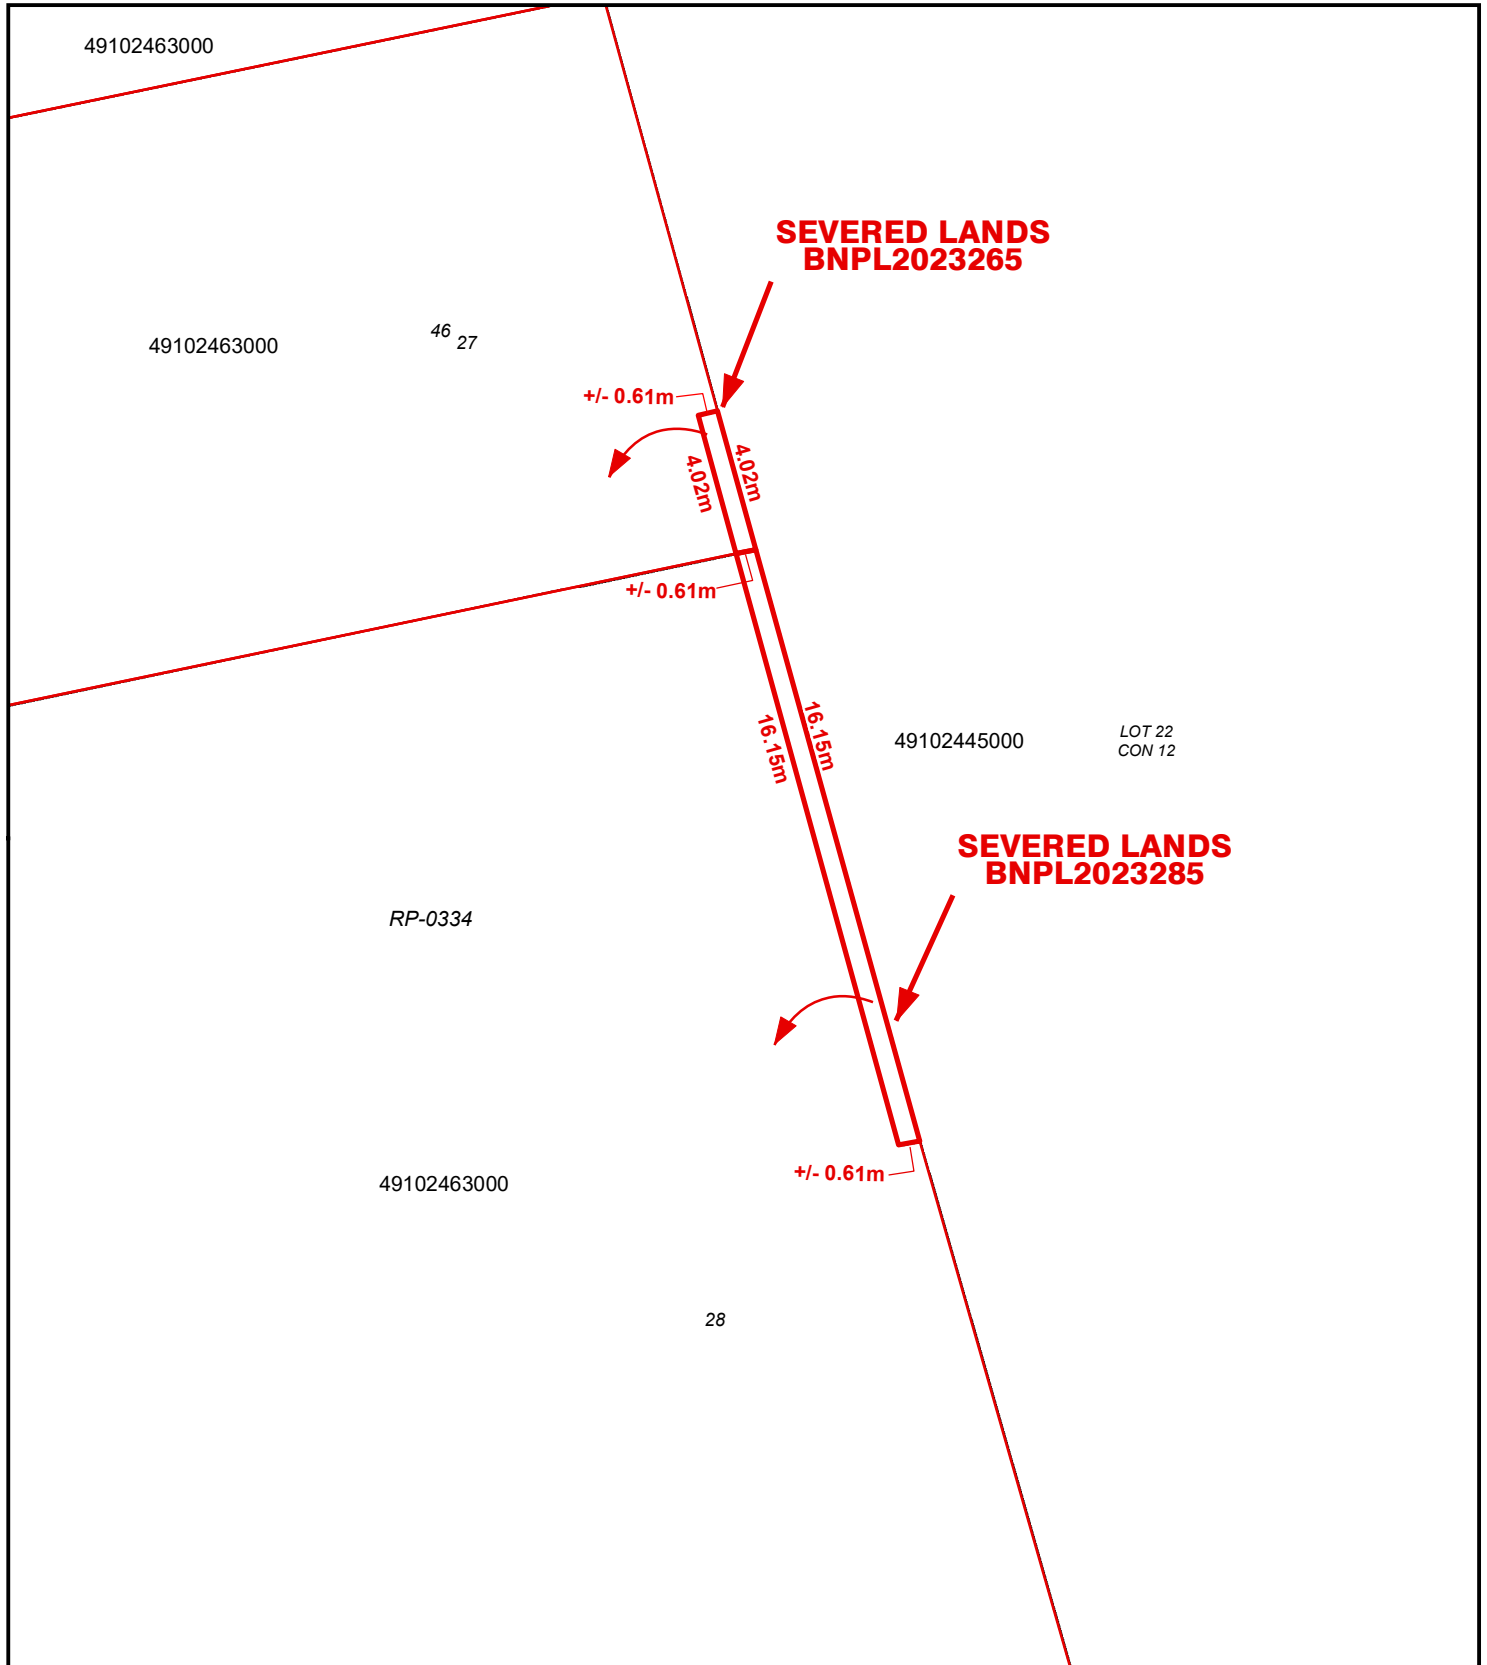 49102463000
SEVERED LANDS
BNPL2023265
46
27
49102463000
+/- 0.61m
4.02m
4.02m
+/- 0.61m
16.15m
16.15m
49102445000
LOT 22
CON 12
SEVERED LANDS
BNPL2023285
RP-0334
+/- 0.61m
49102463000
28